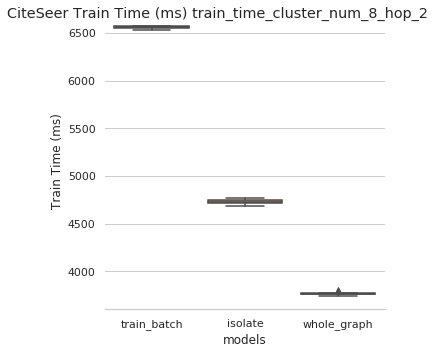 CiteSeer Train Time (ms) train_time_cluster_num_8_hop_2
6500
6000
5500
5000
4500
4000
Train Time (ms)
train_batch isolate whole_graph
models